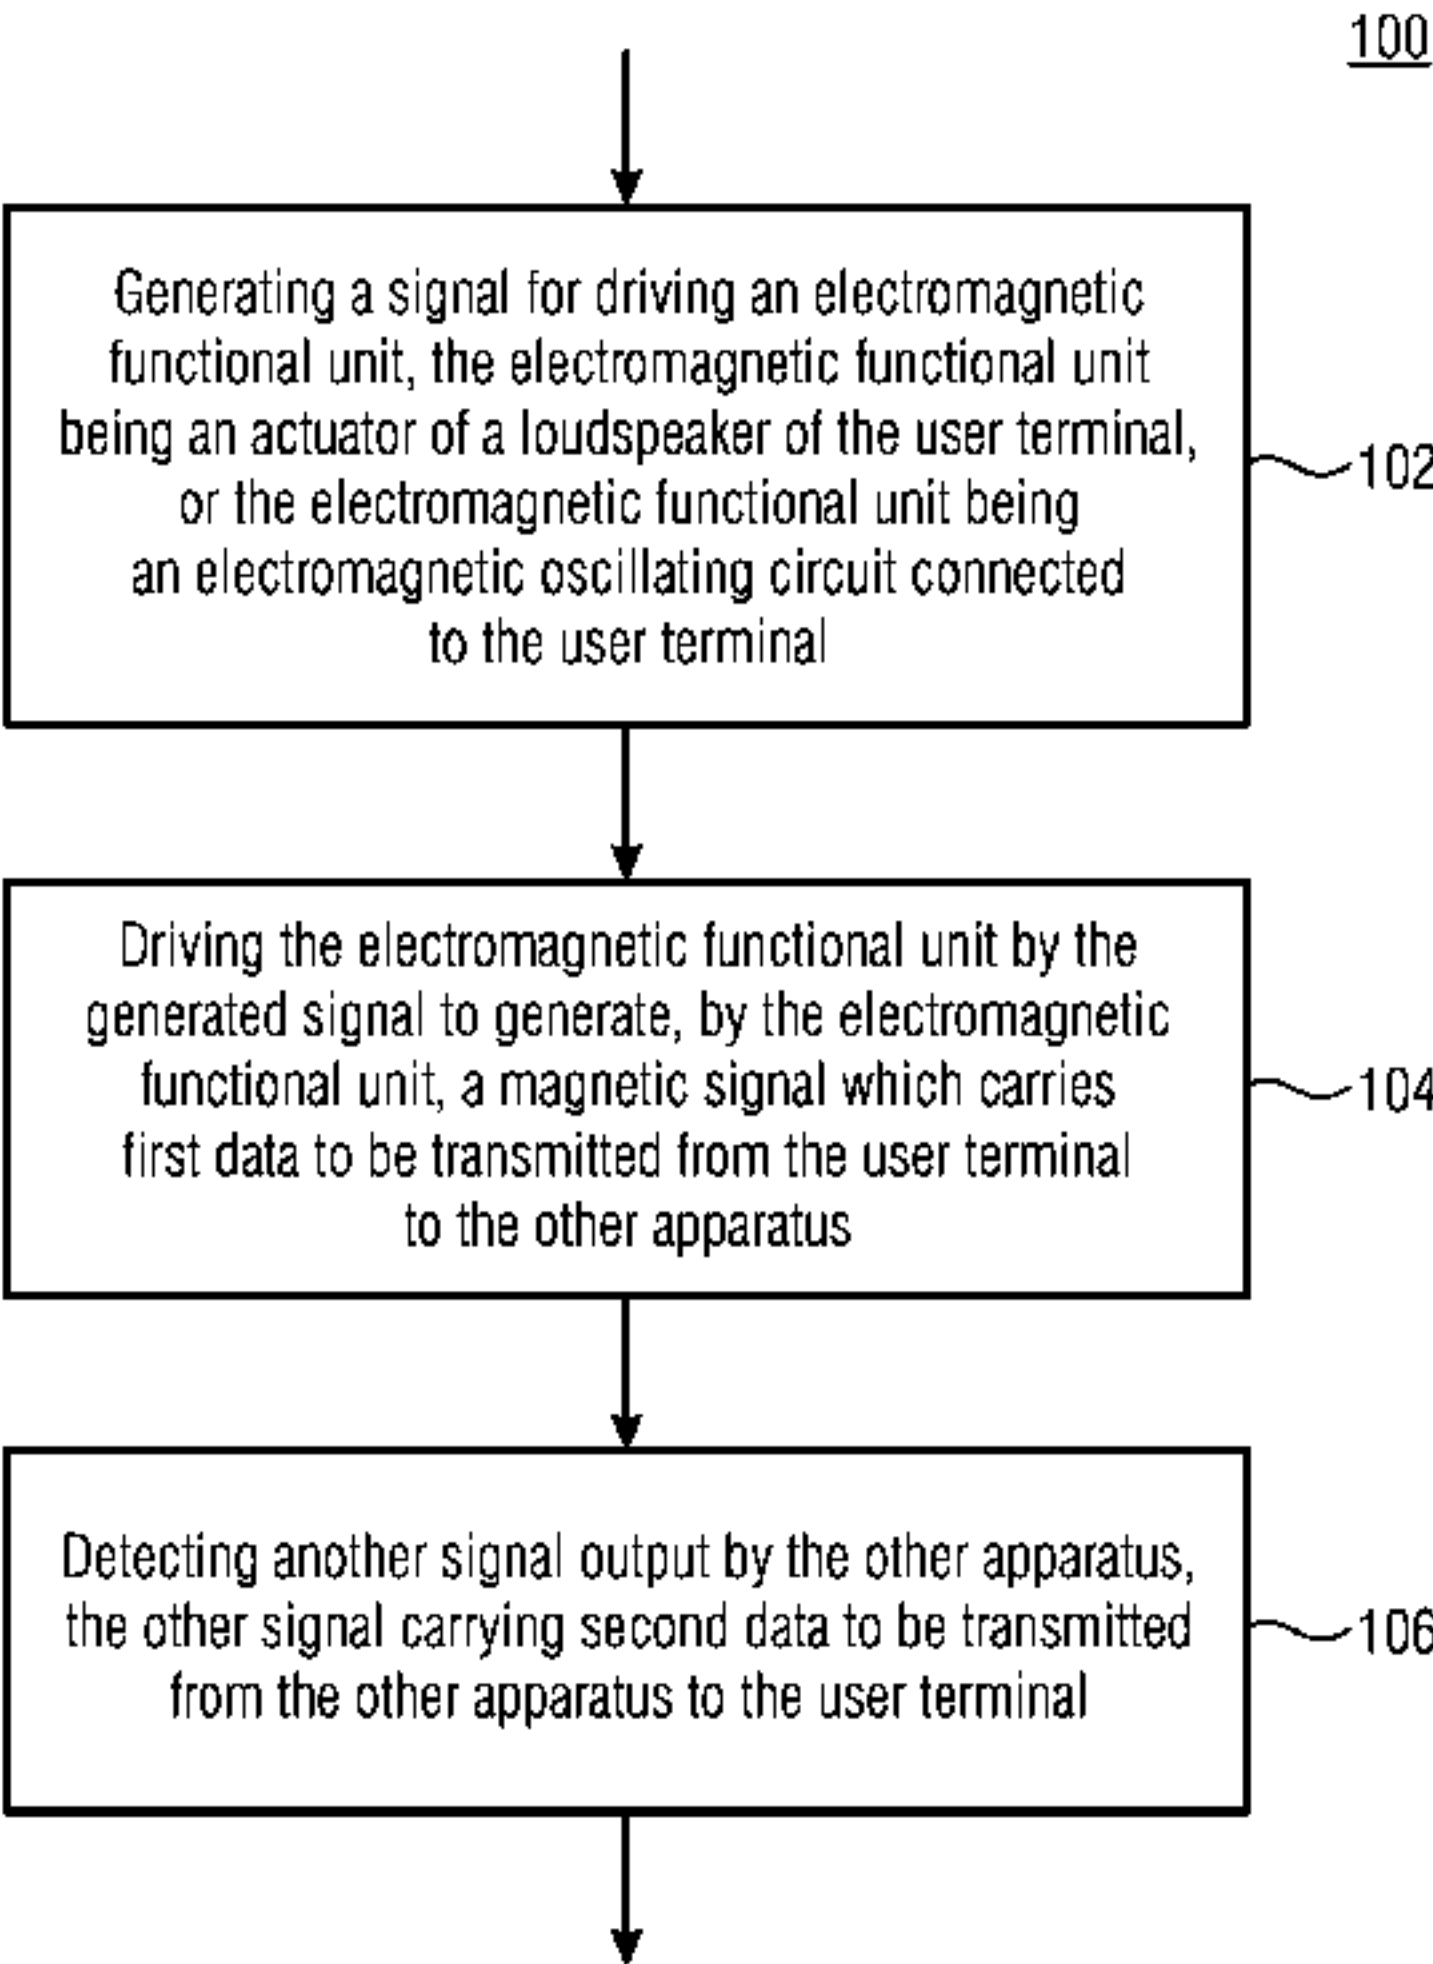 100
Generating a signal for driving an electromagnetic
functional unit, the electromagnetic functional unit
being an actuator of a loudspeaker of the user terminal,
or the electromagnetic functional unit being
an electromagnetic oscillating circuit connected
to the user terminal
102
Driving the electromagnetic functional unit by the
generated signal to generate, by the electromagnetic
functional unit, a magnetic signal which carries
first data to be transmitted from the user terminal
to the other apparatus
104
Detecting another signal output by the other apparatus,
the other signal carrying second data to be transmitted
from the other apparatus to the user terminal
106